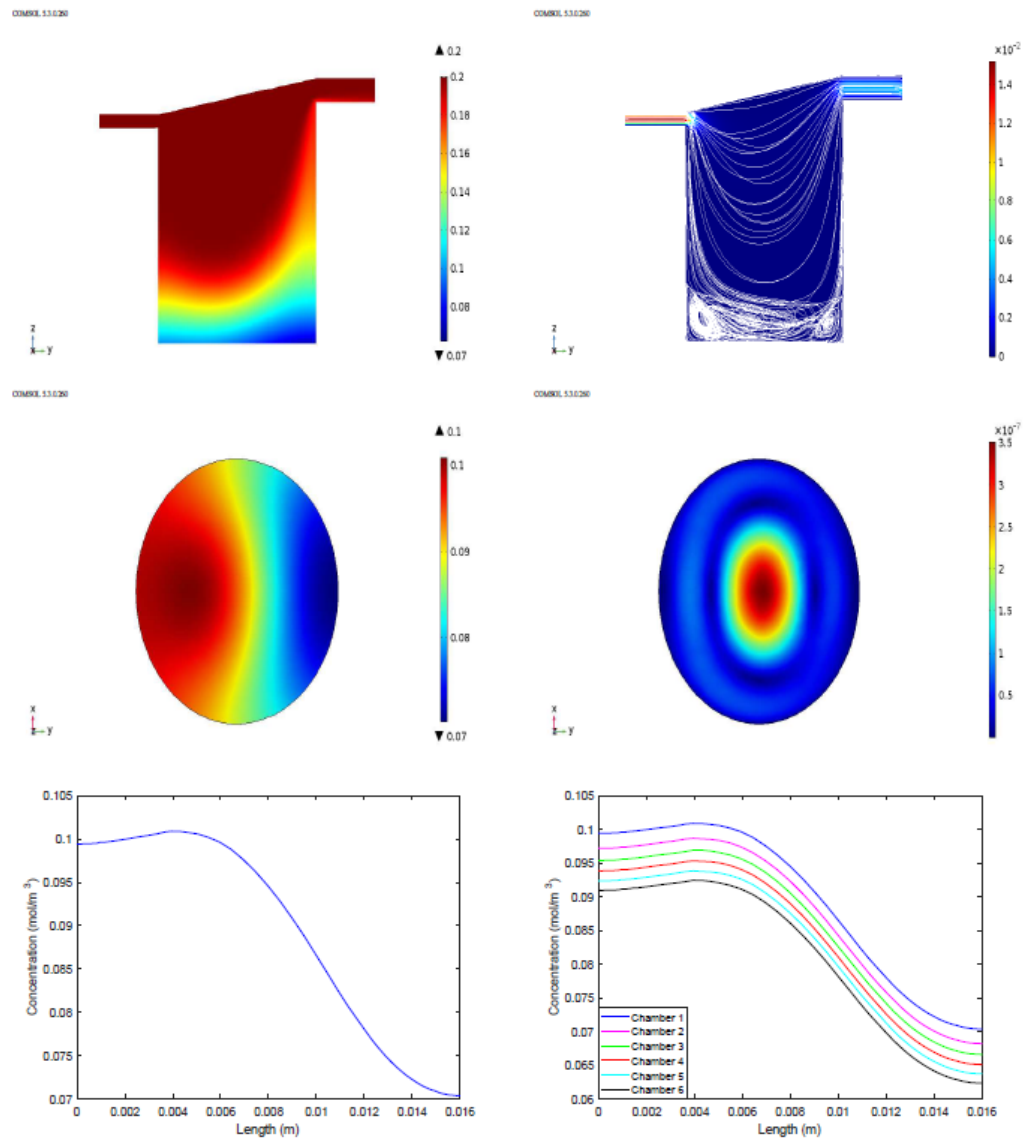 COMSOL 5.3.0.260
▲ 0.2
0.2
0.18
0.16
0.14
0.12
0.1
0.08
▼ 0.07
z
x y
COMSOL 5.3.0.260
×10⁻²
1.4
1.2
1
0.8
0.6
0.4
0.2
0
z
x y
COMSOL 5.3.0.260
▲ 0.1
0.1
0.09
0.08
▼ 0.07
x
z y
COMSOL 5.3.0.260
×10⁻⁷
3.5
3
2.5
2
1.5
1
0.5
x
z y
0.105
0.1
0.095
0.09
0.085
0.08
0.075
0.07
Concentration (mol/m³)
0 0.002 0.004 0.006 0.008 0.01 0.012 0.014 0.016
Length (m)
0.105
0.1
0.095
0.09
0.085
0.08
0.075
0.07
0.065
0.06
Concentration (mol/m³)
Chamber 1
Chamber 2
Chamber 3
Chamber 4
Chamber 5
Chamber 6
0 0.002 0.004 0.006 0.008 0.01 0.012 0.014 0.016
Length (m)